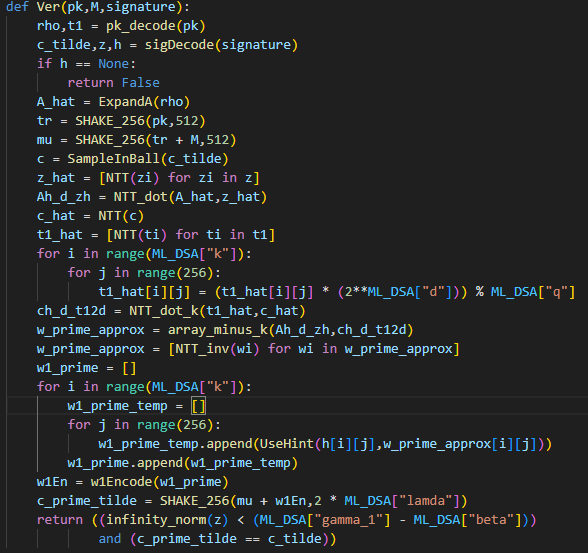 def Ver(pk,M,signature):
    rho,t1 = pk_decode(pk)
    c_tilde,z,h = sigDecode(signature)
    if h == None:
        return False
    A_hat = ExpandA(rho)
    tr = SHAKE_256(pk,512)
    mu = SHAKE_256(tr + M,512)
    c = SampleInBall(c_tilde)
    z_hat = [NTT(zi) for zi in z]
    Ah_d_zh = NTT_dot(A_hat,z_hat)
    c_hat = NTT(c)
    t1_hat = [NTT(ti) for ti in t1]
    for i in range(ML_DSA["k"]):
        for j in range(256):
            t1_hat[i][j] = (t1_hat[i][j] * (2**ML_DSA["d"])) % ML_DSA["q"]
    ch_d_t12d = NTT_dot_k(t1_hat,c_hat)
    w_prime_approx = array_minus_k(Ah_d_zh,ch_d_t12d)
    w_prime_approx = [NTT_inv(wi) for wi in w_prime_approx]
    w1_prime = []
    for i in range(ML_DSA["k"]):
        w1_prime_temp = []
        for j in range(256):
            w1_prime_temp.append(UseHint(h[i][j],w_prime_approx[i][j]))
        w1_prime.append(w1_prime_temp)
    w1En = w1Encode(w1_prime)
    c_prime_tilde = SHAKE_256(mu + w1En,2 * ML_DSA["lamda"])
    return ((infinity_norm(z) < (ML_DSA["gamma_1"] - ML_DSA["beta"]))
            and (c_prime_tilde == c_tilde))